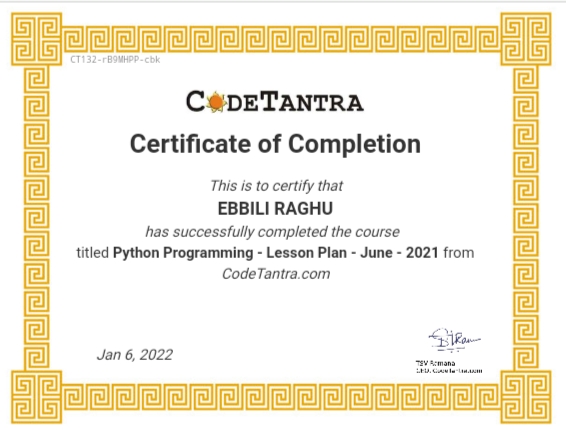 CT132-rB9MHPP-cbk
CODETANTRA
Certificate of Completion
This is to certify that
EBBILI RAGHU
has successfully completed the course
titled Python Programming - Lesson Plan - June - 2021 from
CodeTantra.com
Jan 6, 2022
TSV Ramana
CodeTantra.com